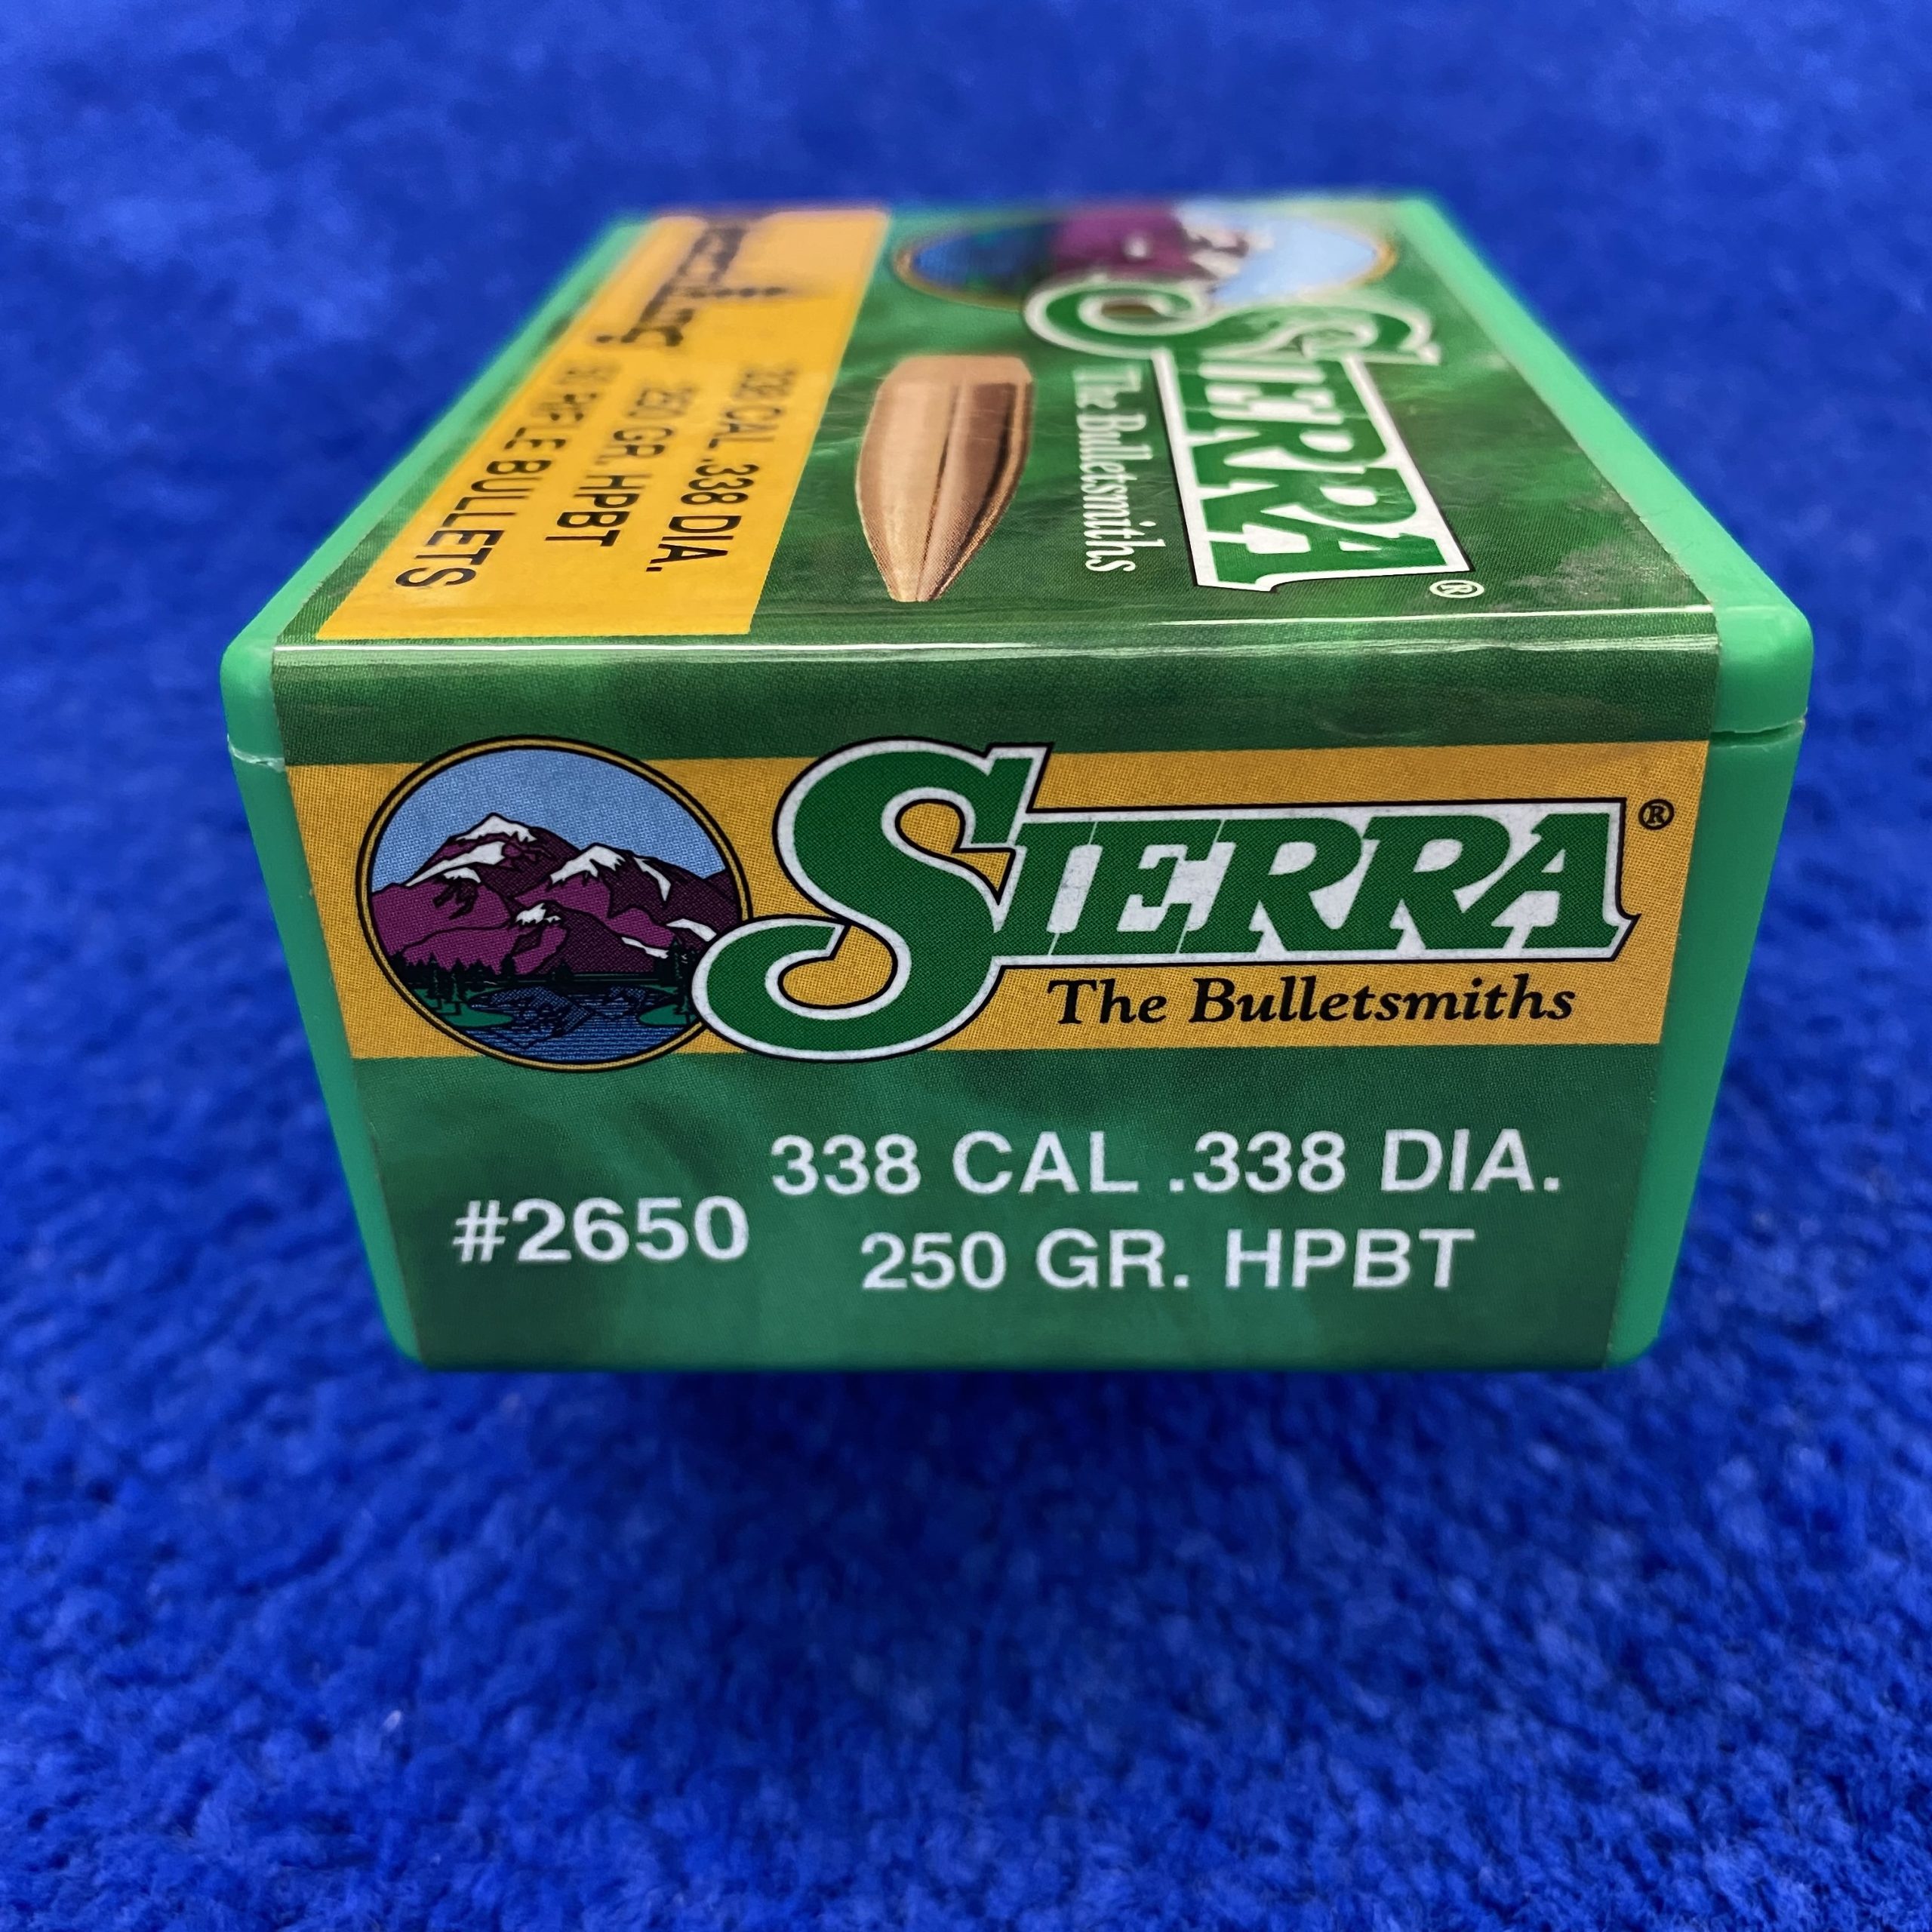 SIERRA®
The Bulletsmiths
338 CAL .338 DIA.
250 GR. HPBT
RIFLE BULLETS
SIERRA®
The Bulletsmiths
#2650
338 CAL .338 DIA.
250 GR. HPBT